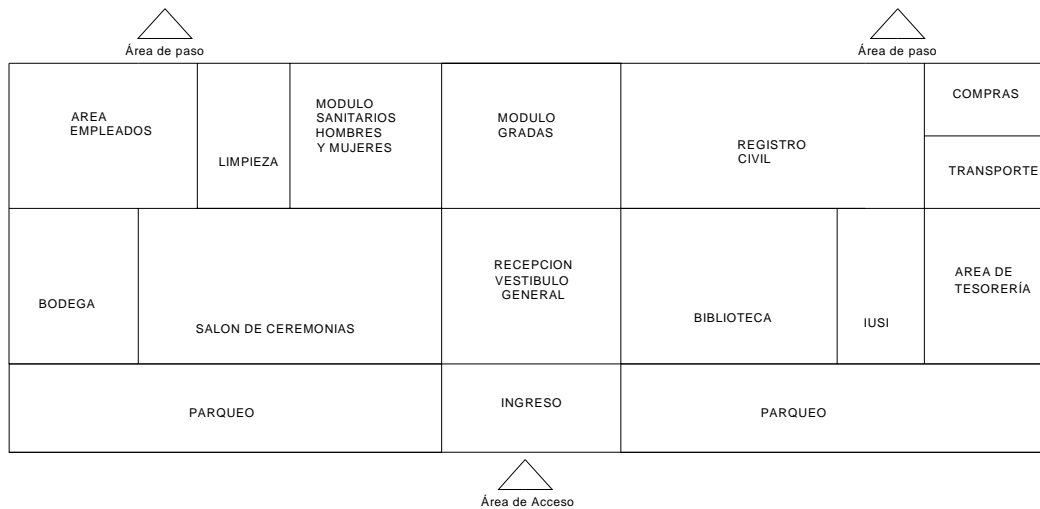 Área de paso
Área de paso
AREA
EMPLEADOS
LIMPIEZA
MODULO
SANITARIOS
HOMBRES
Y MUJERES
MODULO
GRADAS
REGISTRO
CIVIL
COMPRAS
TRANSPORTE
BODEGA
SALON DE CEREMONIAS
RECEPCION
VESTIBULO
GENERAL
BIBLIOTECA
IUSI
AREA DE
TESORERÍA
PARQUEO
INGRESO
PARQUEO
Área de Acceso